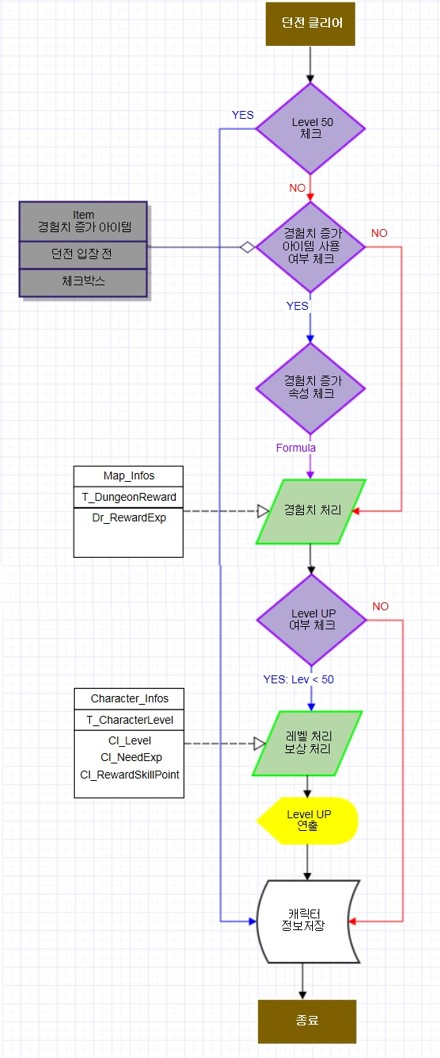 던전 클리어
YES
Level 50
체크
NO
Item
경험치 증가 아이템
던전 입장 전
체크박스
경험치 증가
아이템 사용
여부 체크
NO
YES
경험치 증가
속성 체크
Formula
Map_Infos
T_DungeonReward
Dr_RewardExp
경험치 처리
Level UP
여부 체크
NO
YES: Lev < 50
Character_Infos
T_CharacterLevel
Cl_Level
Cl_NeedExp
Cl_RewardSkillPoint
레벨 처리
보상 처리
Level UP
연출
캐릭터
정보저장
종료